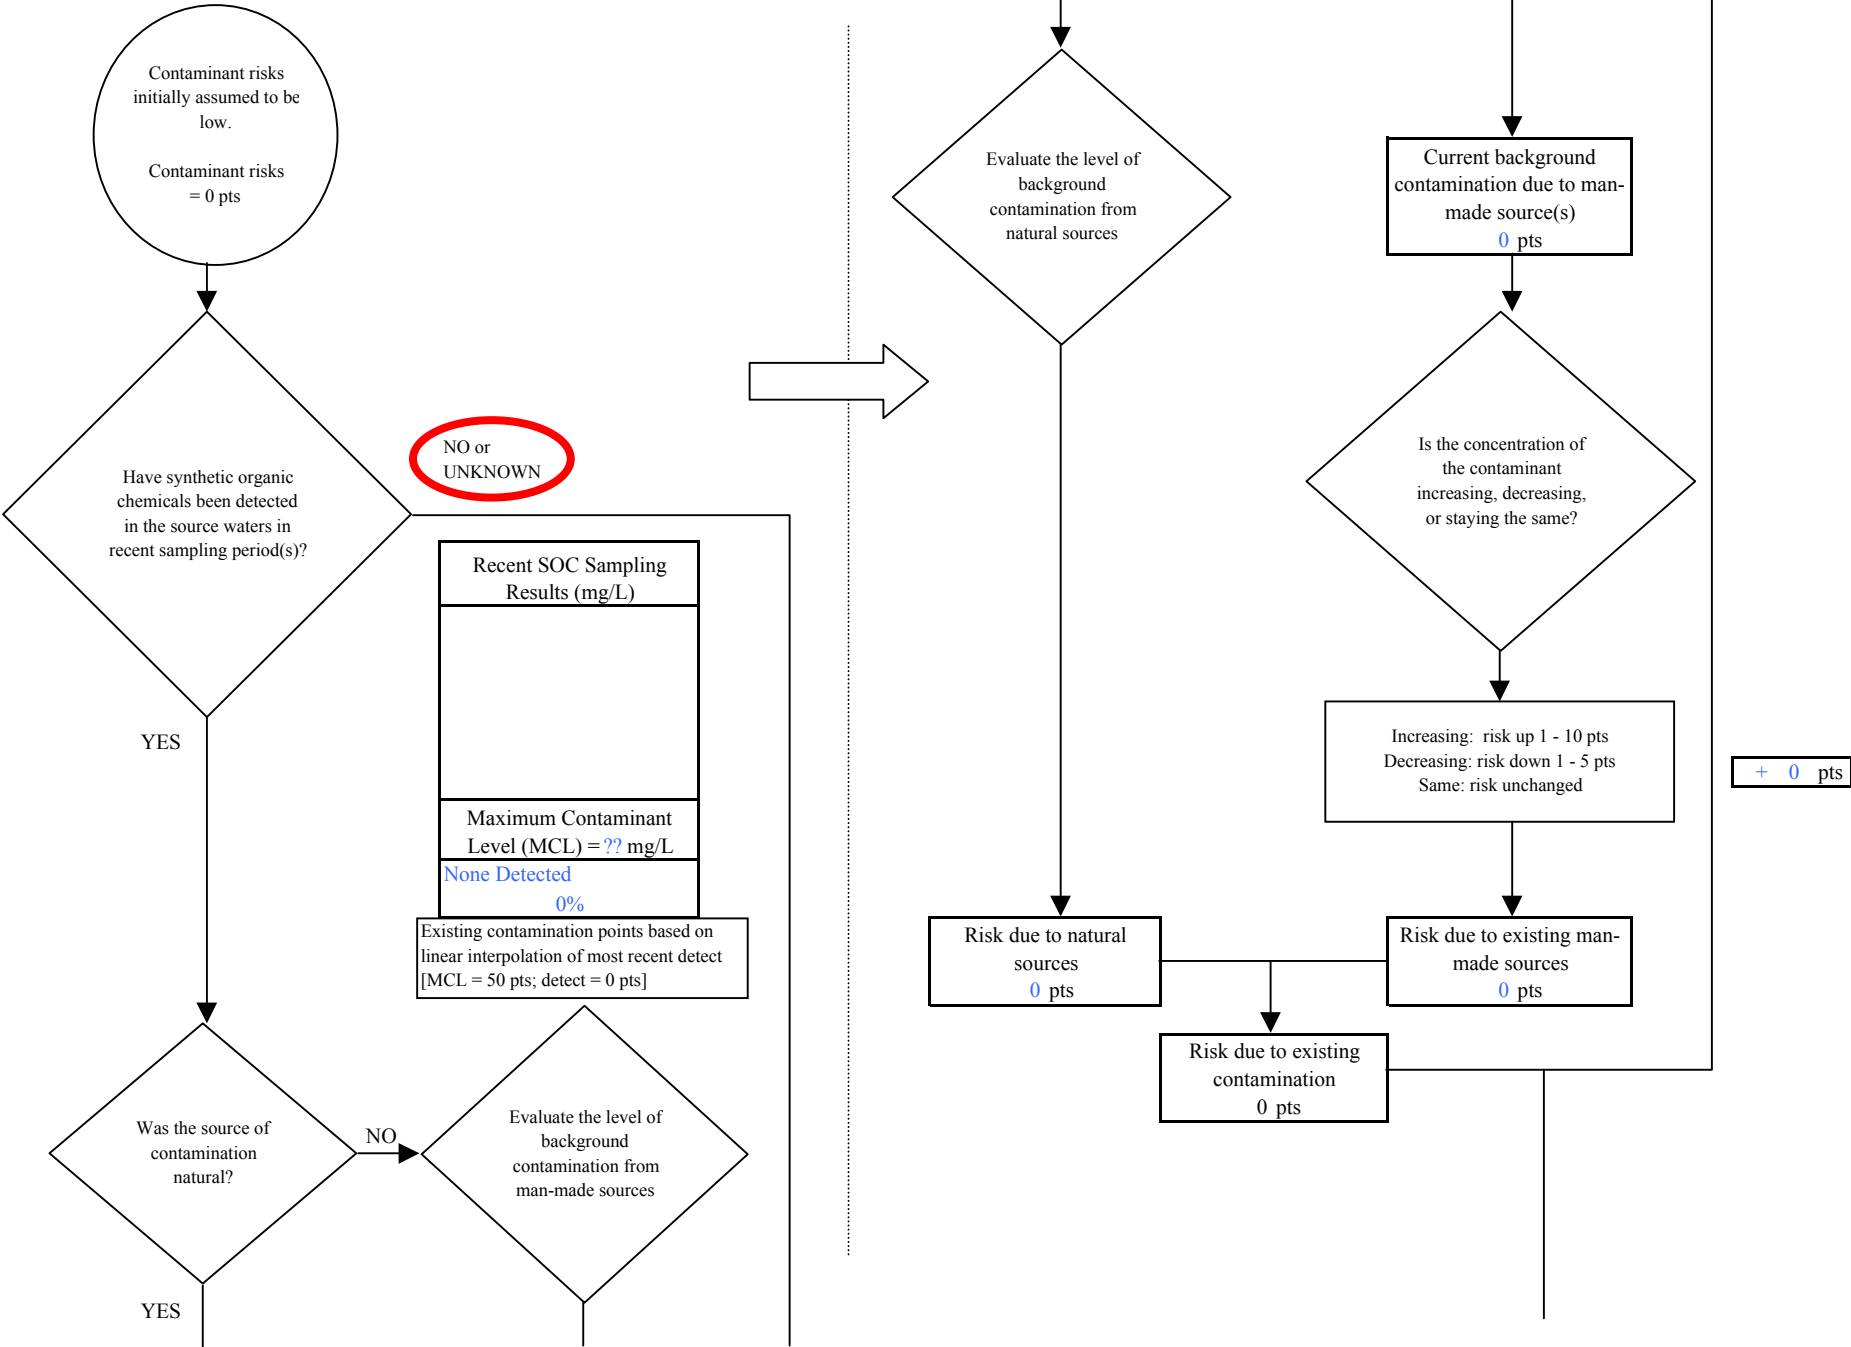 Contaminant risks
initially assumed to be
low.
Contaminant risks
= 0 pts
Have synthetic organic
chemicals been detected
in the source waters in
recent sampling period(s)?
NO or
UNKNOWN
YES
Recent SOC Sampling
Results (mg/L)
Maximum Contaminant
Level (MCL) = ?? mg/L
None Detected
0%
Existing contamination points based on
linear interpolation of most recent detect
[MCL = 50 pts; detect = 0 pts]
Was the source of
contamination
natural?
NO
YES
Evaluate the level of
background
contamination from
man-made sources
Evaluate the level of
background
contamination from
natural sources
Current background
contamination due to man-
made source(s)
0 pts
Is the concentration of
the contaminant
increasing, decreasing,
or staying the same?
Increasing: risk up 1 - 10 pts
Decreasing: risk down 1 - 5 pts
Same: risk unchanged
+ 0 pts
Risk due to natural
sources
0 pts
Risk due to existing man-
made sources
0 pts
Risk due to existing
contamination
0 pts